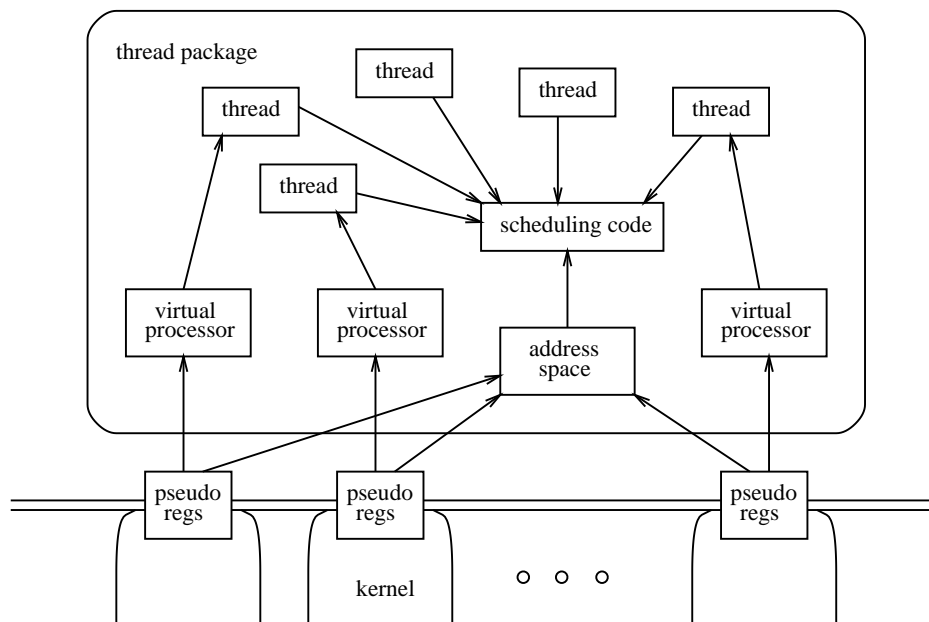 thread package
thread
thread
thread
thread
thread
scheduling code
virtual
processor
virtual
processor
virtual
processor
address
space
pseudo
regs
pseudo
regs
pseudo
regs
kernel